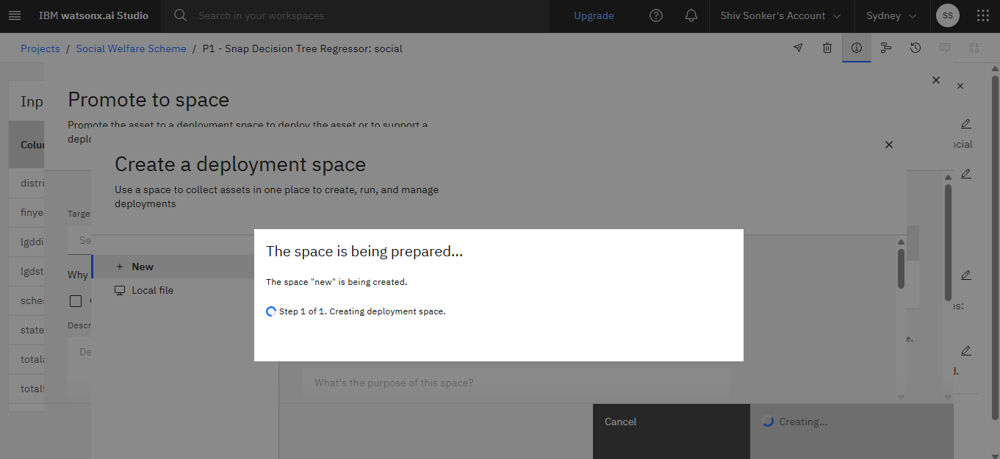 IBM watsonx.ai Studio
Search in your workspaces
Upgrade
Shiv Sonker's Account
Sydney
SS
Projects / Social Welfare Scheme / P1 - Snap Decision Tree Regressor: social
Inp
Promote to space
Promote the asset to a deployment space to deploy the asset or to support a
deplo
Colu
Create a deployment space
Use a space to collect assets in one place to create, run, and manage
deployments
ocial
distri
finye
lgddi
lgdst
sche
state
totala
totalt
Targe
Se
Why
Descr
De
+ New
Local file
The space is being prepared...
The space "new" is being created.
Step 1 of 1. Creating deployment space.
What's the purpose of this space?
ns:
e.
d.
Cancel
Creating...